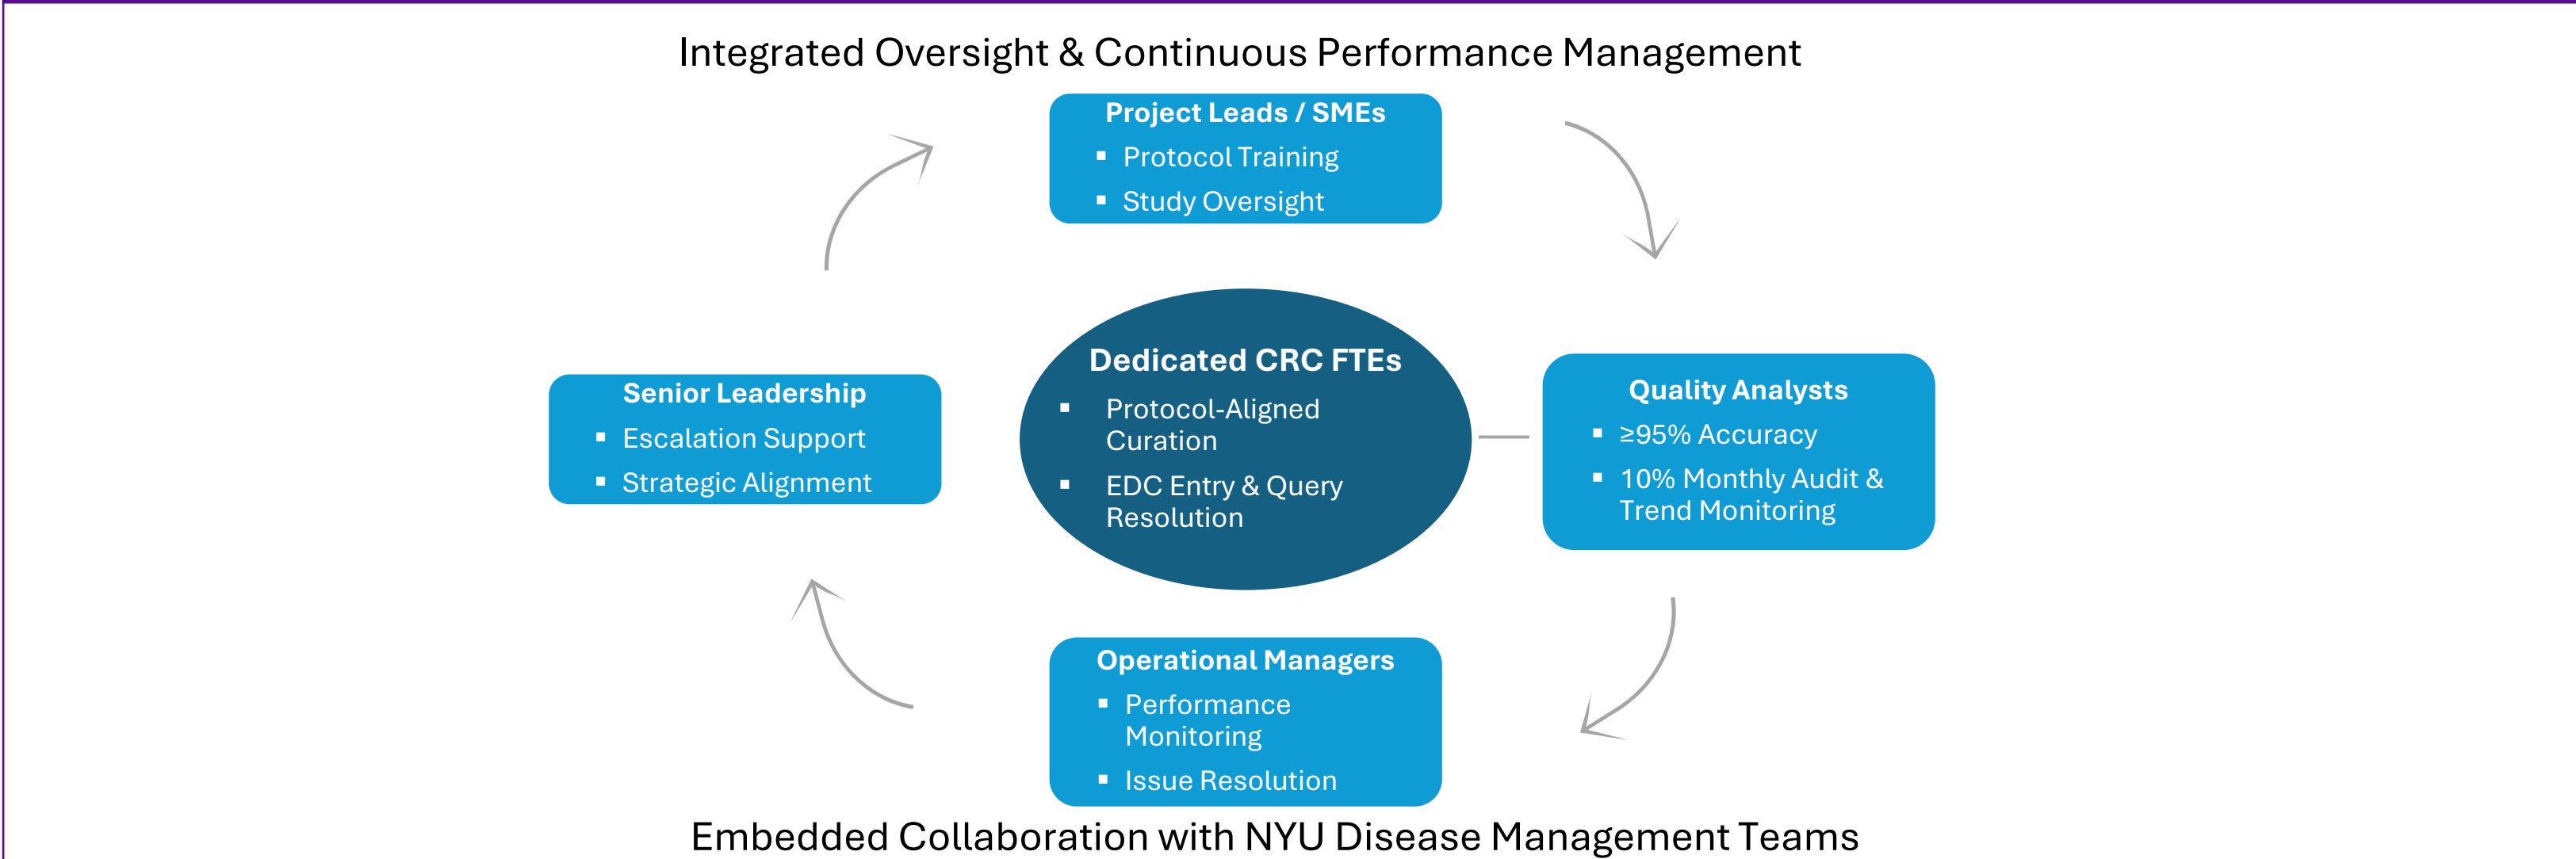 Integrated Oversight & Continuous Performance Management
Project Leads / SMEs
▪ Protocol Training
▪ Study Oversight
Senior Leadership
▪ Escalation Support
▪ Strategic Alignment
Dedicated CRC FTEs
▪ Protocol-Aligned
Curation
▪ EDC Entry & Query
Resolution
Quality Analysts
▪ ≥95% Accuracy
▪ 10% Monthly Audit &
Trend Monitoring
Operational Managers
▪ Performance
Monitoring
▪ Issue Resolution
Embedded Collaboration with NYU Disease Management Teams